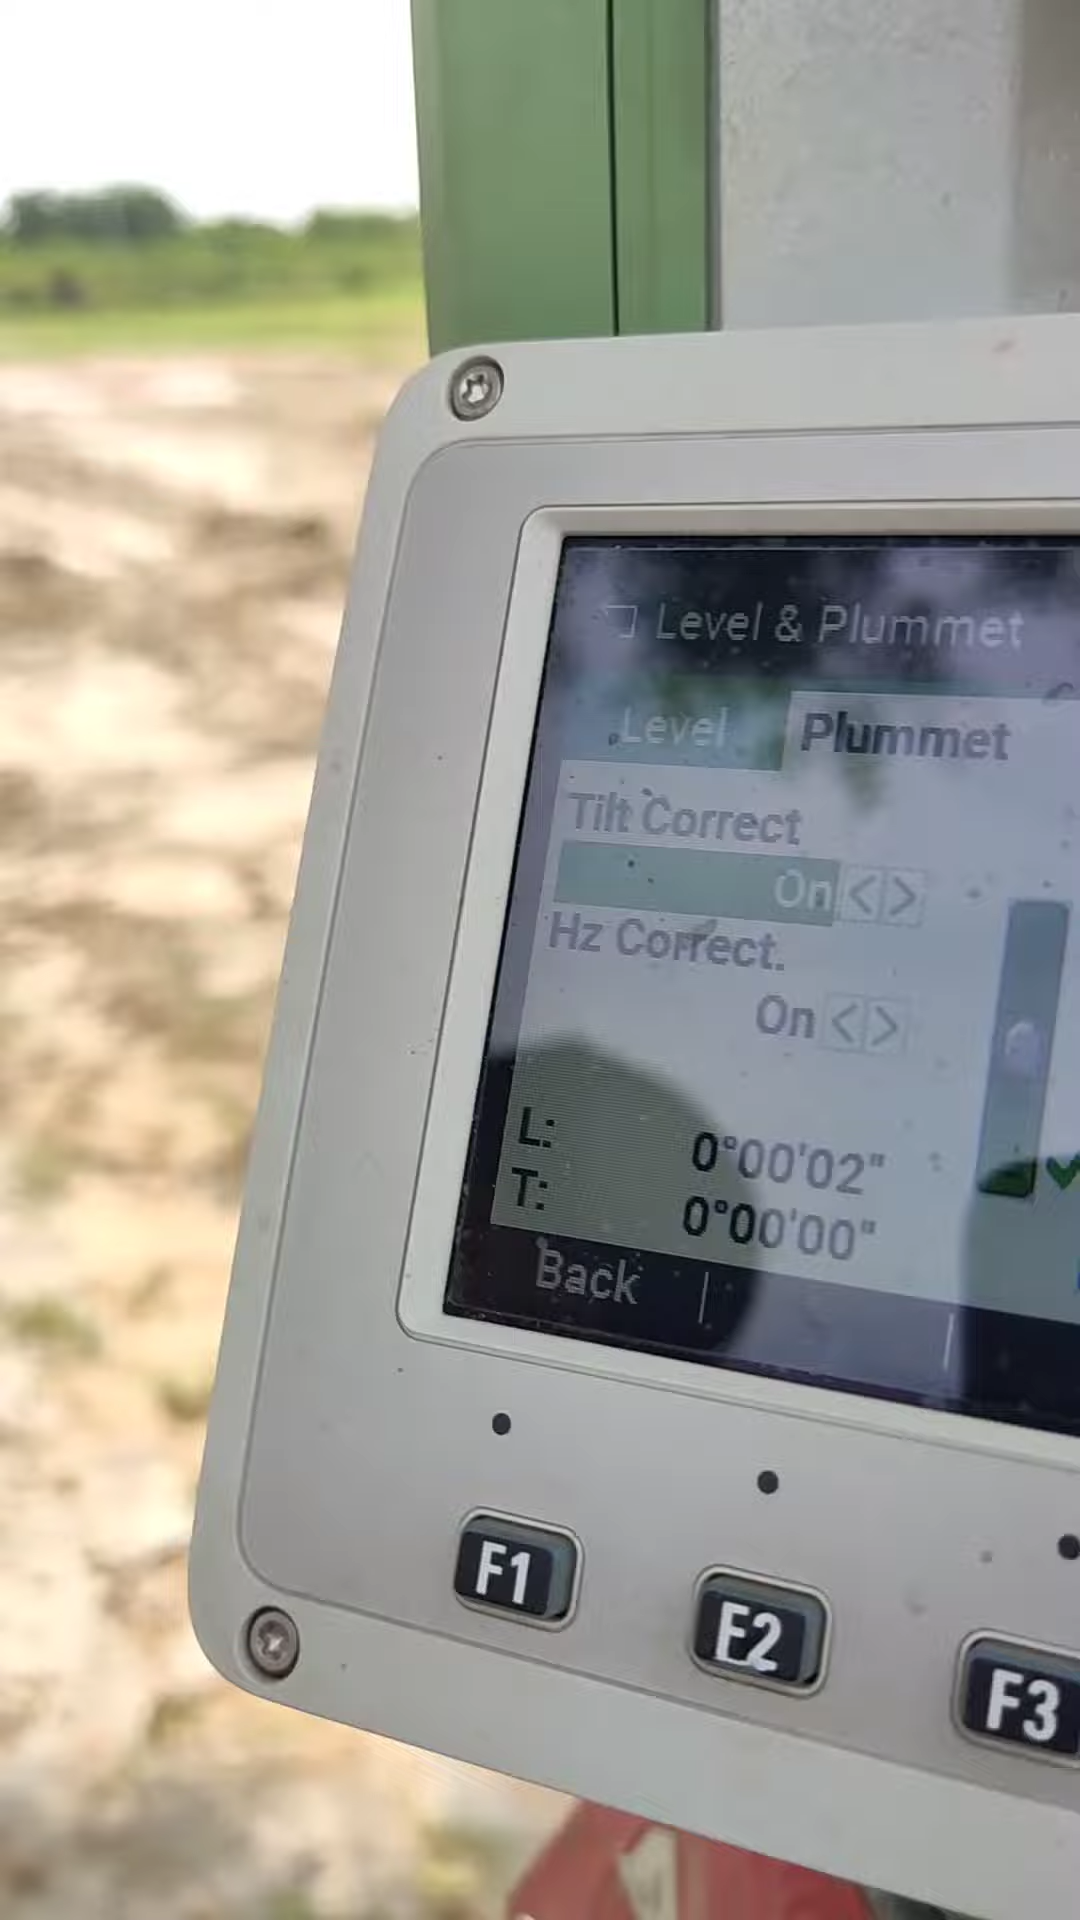 Level & Plummet
Level Plummet
Tilt Correct
On < >
Hz Correct.
On < >
L: 0°00'02"
T: 0°00'00"
Back
F1
F2
F3